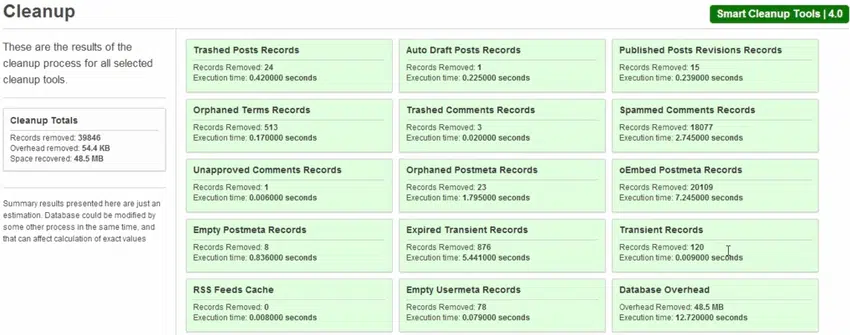 Cleanup
Smart Cleanup Tools | 4.0
These are the results of the
cleanup process for all selected
cleanup tools.
Cleanup Totals
Records removed: 39846
Overhead removed: 54.4 KB
Space recovered: 48.5 MB
Summary results presented here are just an
estimation. Database could be modified by
some other process in the same time, and
that can affect calculation of exact values
Trashed Posts Records
Records Removed: 24
Execution time: 0.420000 seconds
Auto Draft Posts Records
Records Removed: 1
Execution time: 0.225000 seconds
Published Posts Revisions Records
Records Removed: 15
Execution time: 0.239000 seconds
Orphaned Terms Records
Records Removed: 513
Execution time: 0.170000 seconds
Trashed Comments Records
Records Removed: 3
Execution time: 0.020000 seconds
Spammed Comments Records
Records Removed: 18077
Execution time: 2.745000 seconds
Unapproved Comments Records
Records Removed: 1
Execution time: 0.006000 seconds
Orphaned Postmeta Records
Records Removed: 23
Execution time: 1.795000 seconds
oEmbed Postmeta Records
Records Removed: 20109
Execution time: 7.245000 seconds
Empty Postmeta Records
Records Removed: 8
Execution time: 0.836000 seconds
Expired Transient Records
Records Removed: 876
Execution time: 5.441000 seconds
Transient Records
Records Removed: 120
Execution time: 0.009000 seconds
RSS Feeds Cache
Records Removed: 0
Execution time: 0.008000 seconds
Empty Usermeta Records
Records Removed: 78
Execution time: 0.079000 seconds
Database Overhead
Overhead Removed: 48.5 MB
Execution time: 12.720000 seconds